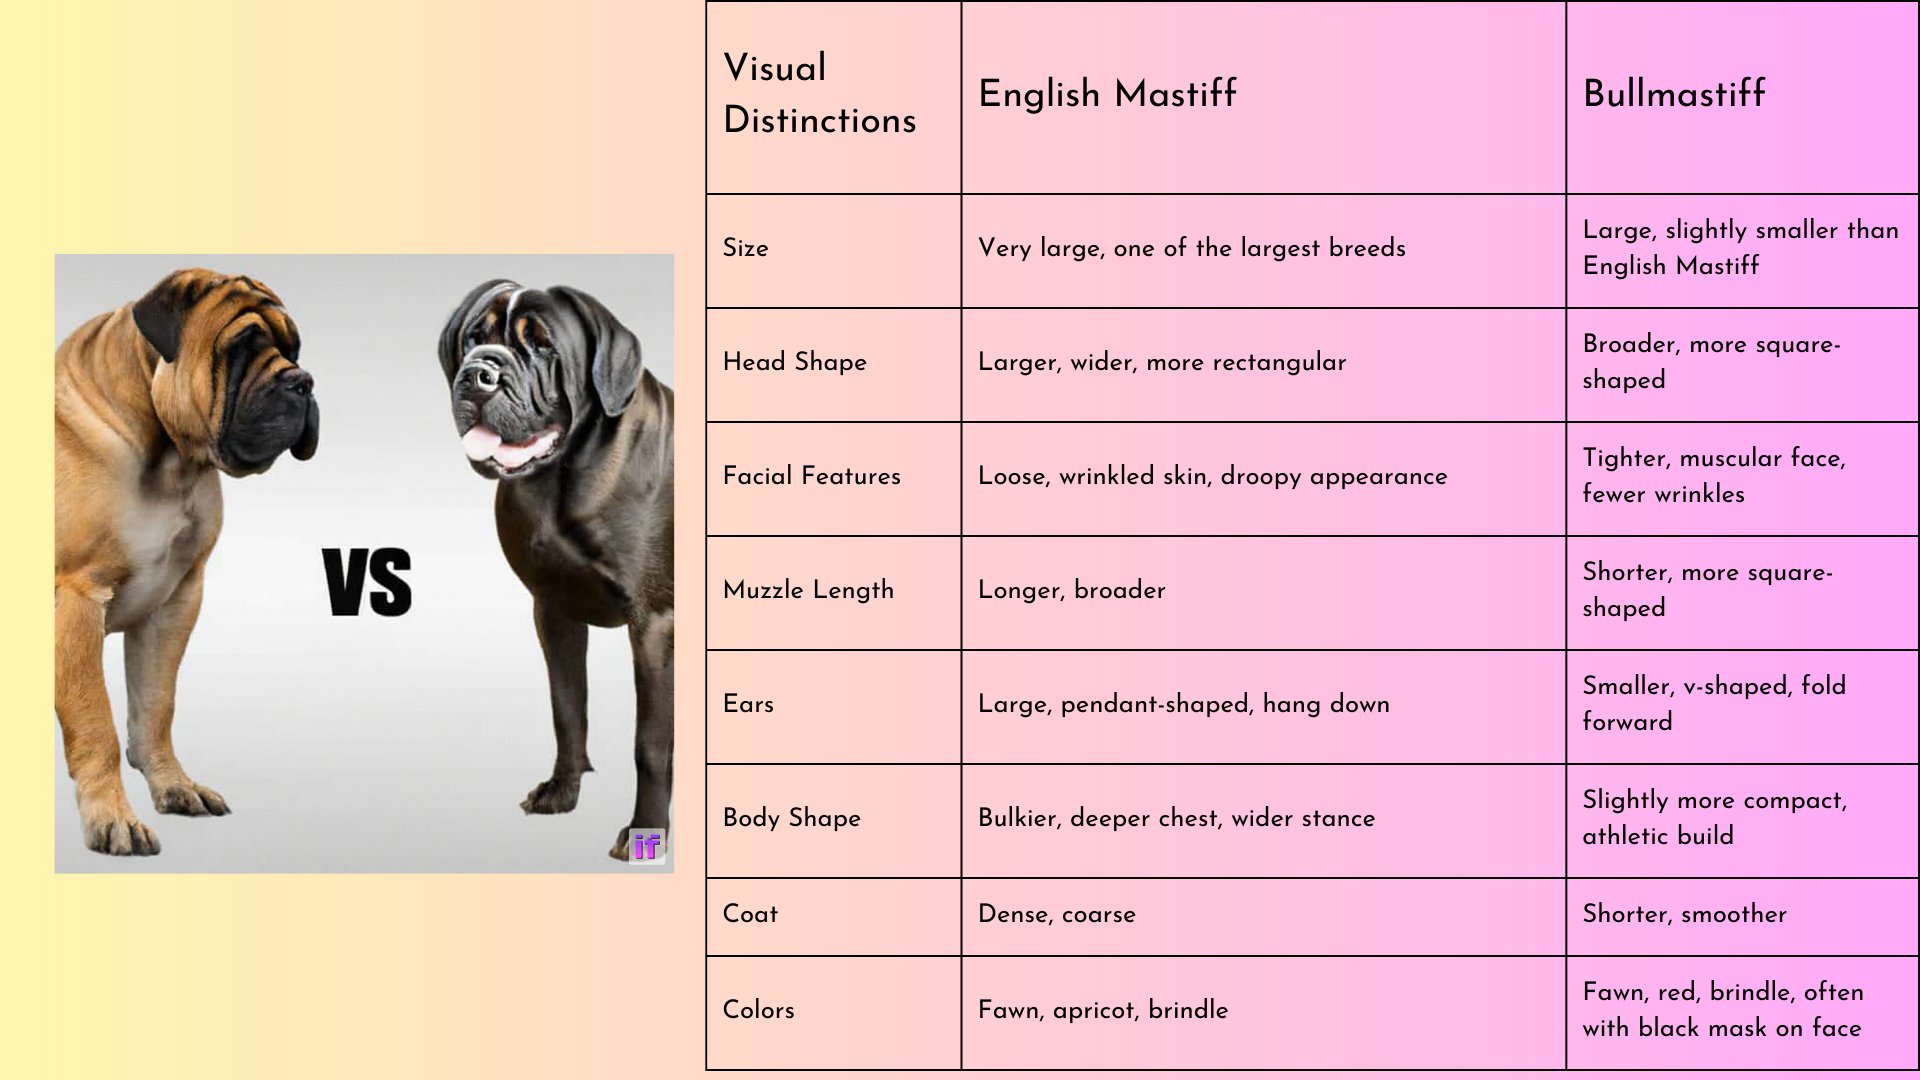 VS
if
Visual
Distinctions
English Mastiff
Bullmastiff
Size
Very large, one of the largest breeds
Large, slightly smaller than
English Mastiff
Head Shape
Larger, wider, more rectangular
Broader, more square-
shaped
Facial Features
Loose, wrinkled skin, droopy appearance
Tighter, muscular face,
fewer wrinkles
Muzzle Length
Longer, broader
Shorter, more square-
shaped
Ears
Large, pendant-shaped, hang down
Smaller, v-shaped, fold
forward
Body Shape
Bulkier, deeper chest, wider stance
Slightly more compact,
athletic build
Coat
Dense, coarse
Shorter, smoother
Colors
Fawn, apricot, brindle
Fawn, red, brindle, often
with black mask on face